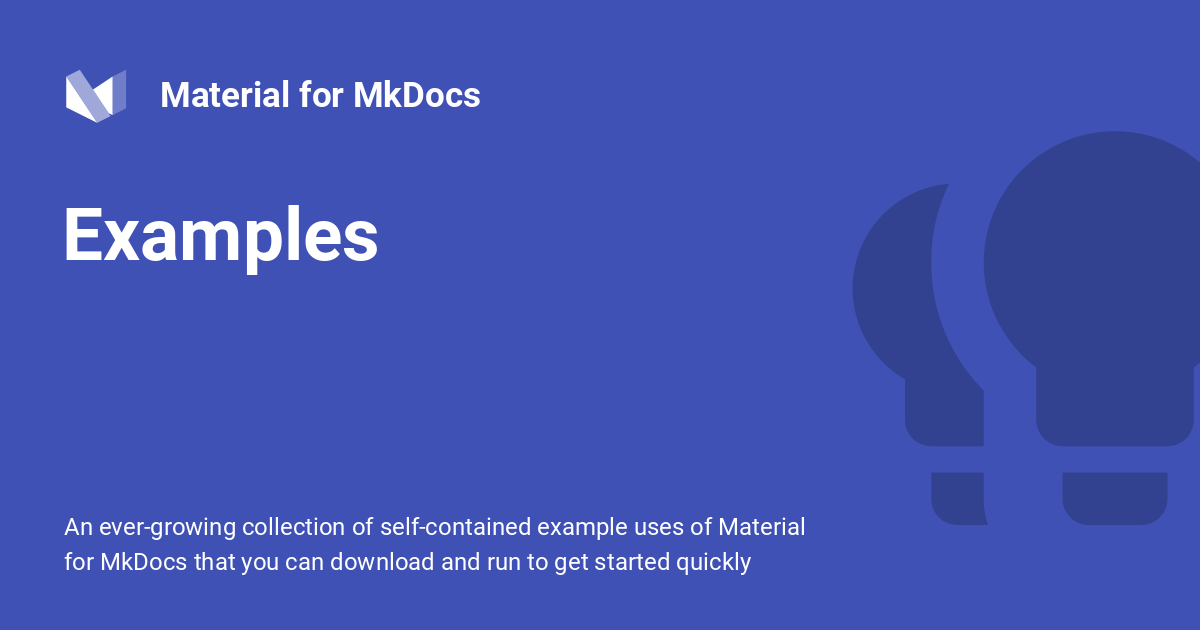 Material for MkDocs
Examples
An ever-growing collection of self-contained example uses of Material
for MkDocs that you can download and run to get started quickly